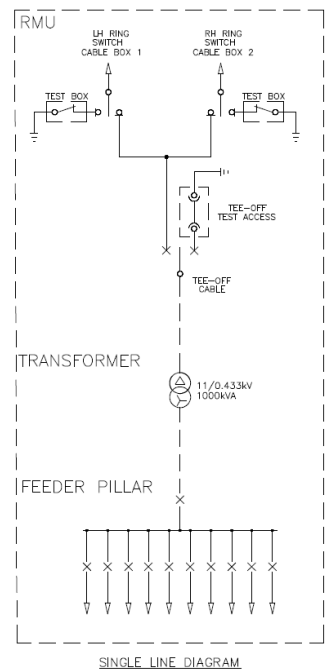 RMU
LH RING
SWITCH
CABLE BOX 1
RH RING
SWITCH
CABLE BOX 2
TEST BOX
TEST BOX
TEE-OFF
TEST ACCESS
TEE-OFF
CABLE
TRANSFORMER
11/0.433kV
1000kVA
FEEDER PILLAR
SINGLE LINE DIAGRAM